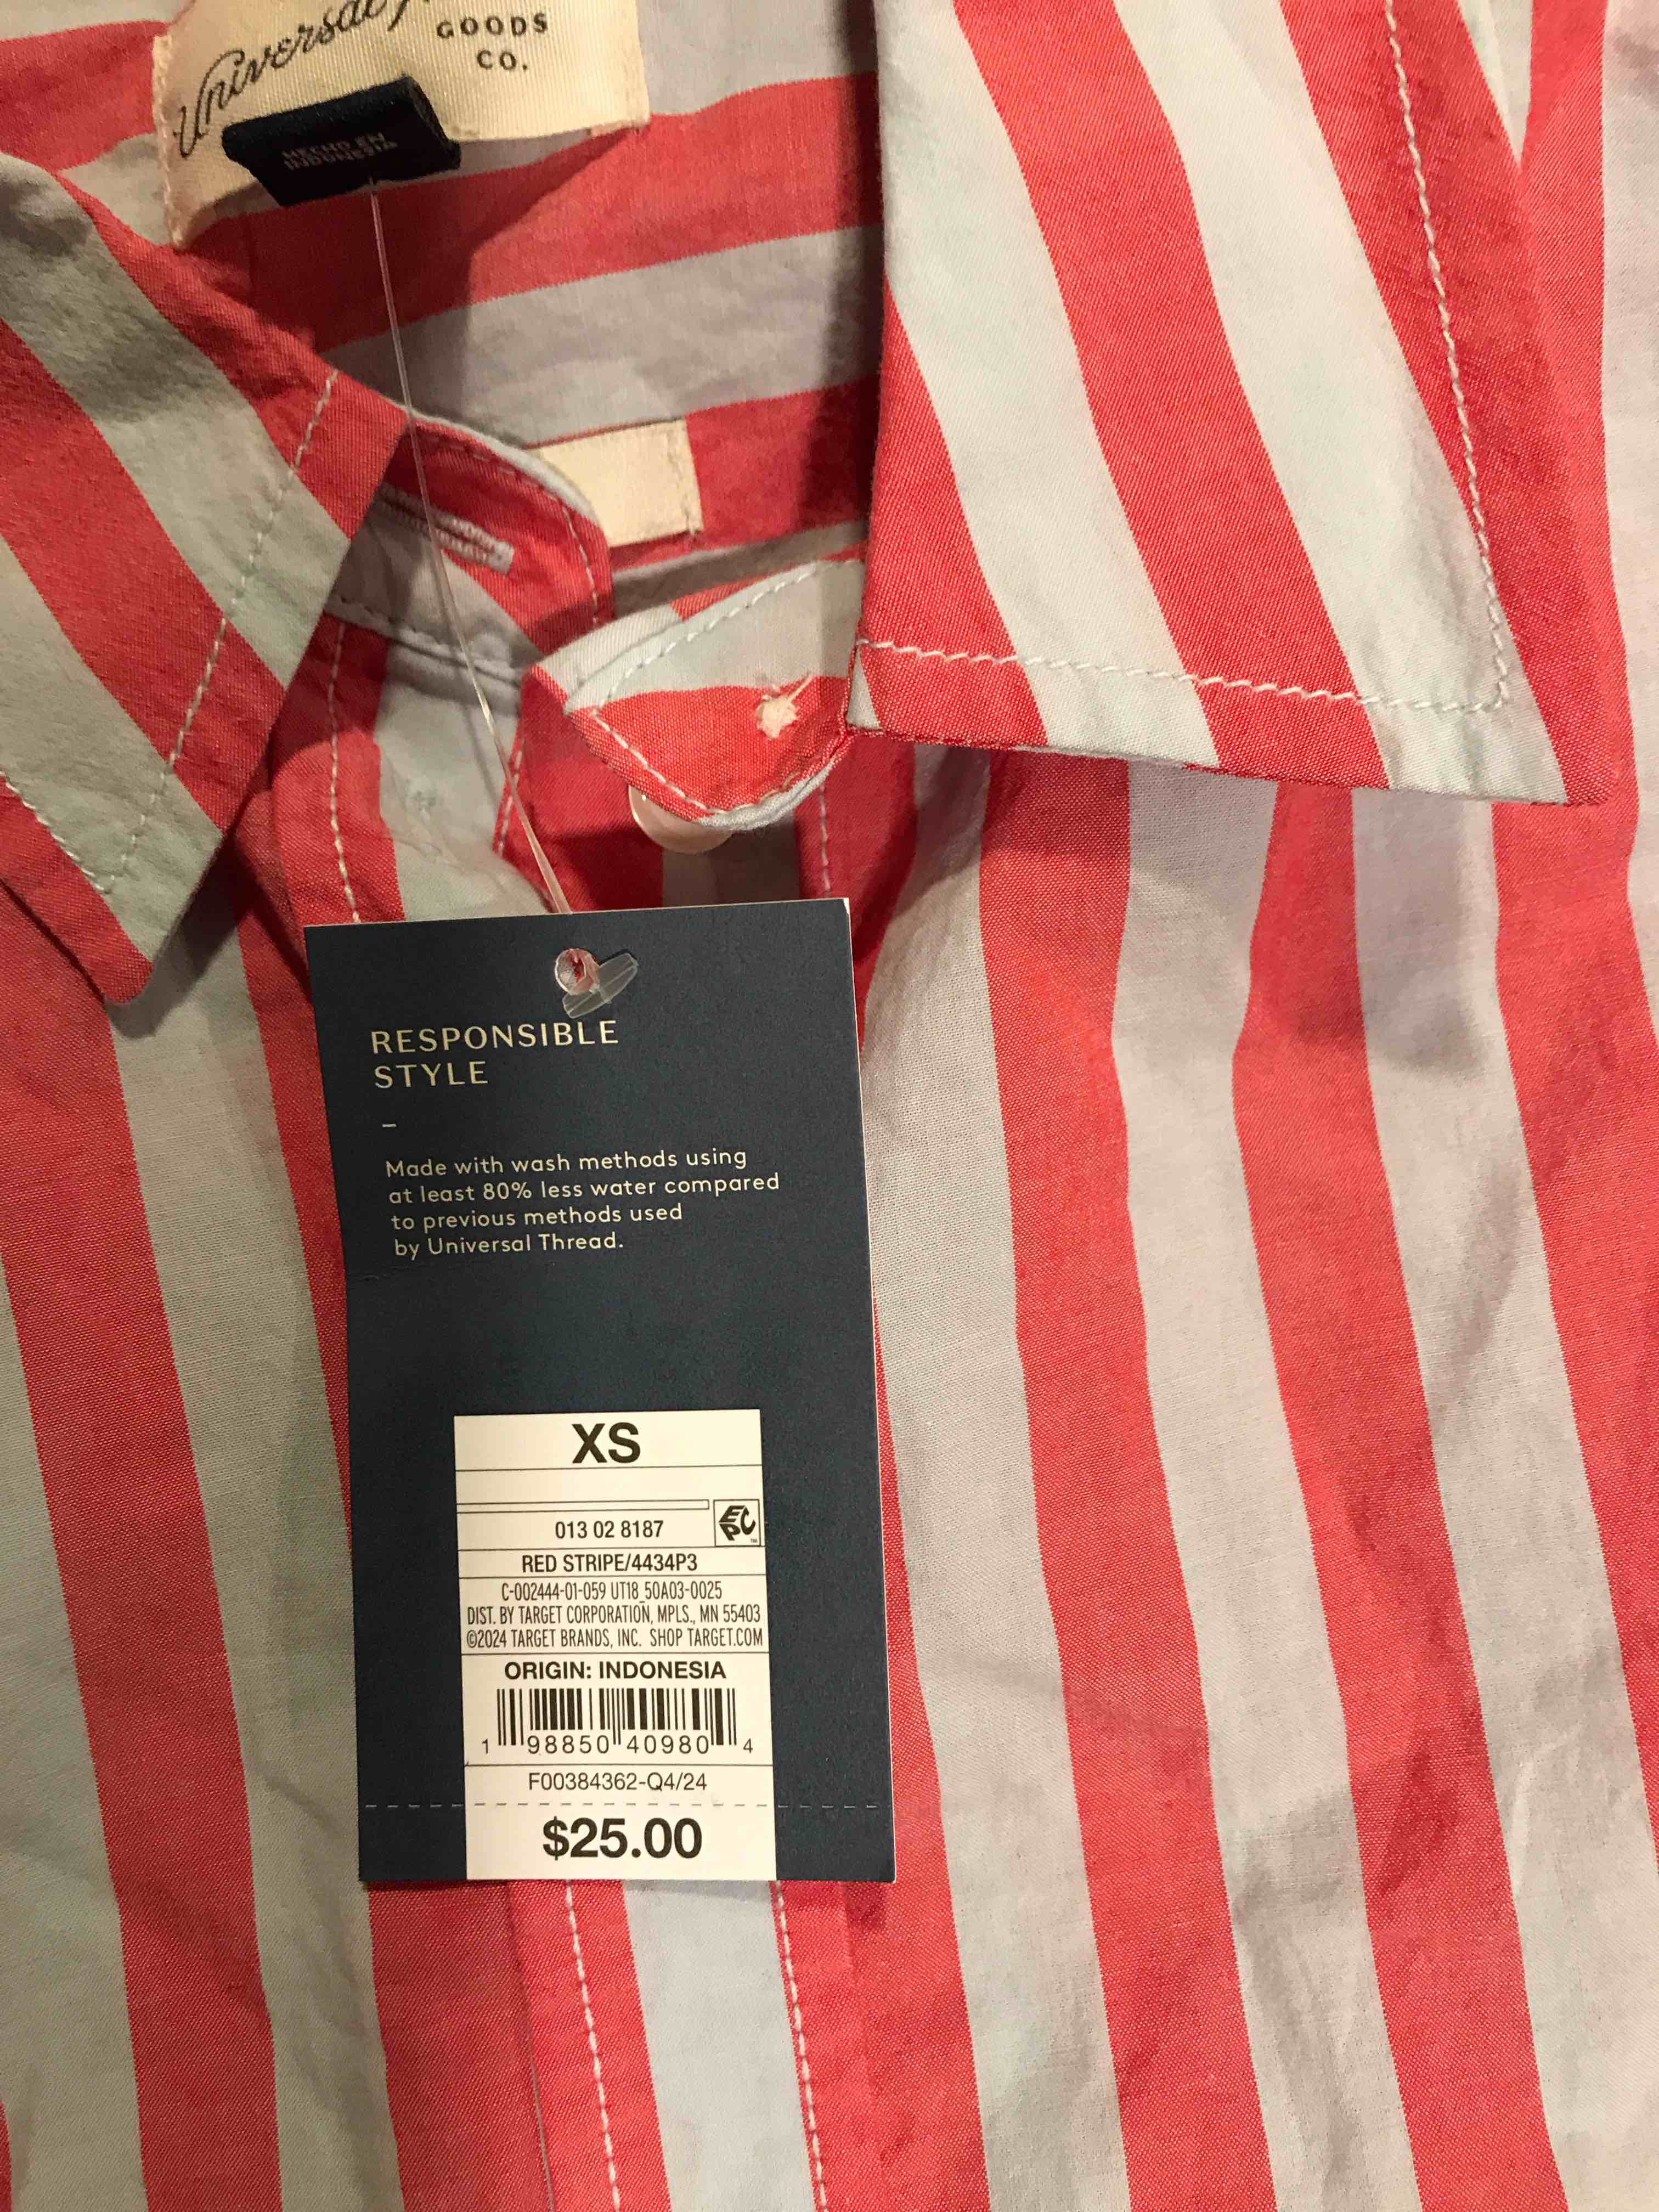 Universal
GOODS
CO.
HECHO EN
INDONESIA
RESPONSIBLE
STYLE
–
Made with wash methods using
at least 80% less water compared
to previous methods used
by Universal Thread.
XS
EPC
013 02 8187
RED STRIPE/4434P3
C-002444-01-059 UT18_50A03-0025
DIST. BY TARGET CORPORATION, MPLS., MN 55403
©2024 TARGET BRANDS, INC. SHOP TARGET.COM
ORIGIN: INDONESIA
1 98850 40980 4
F00384362-Q4/24
$25.00